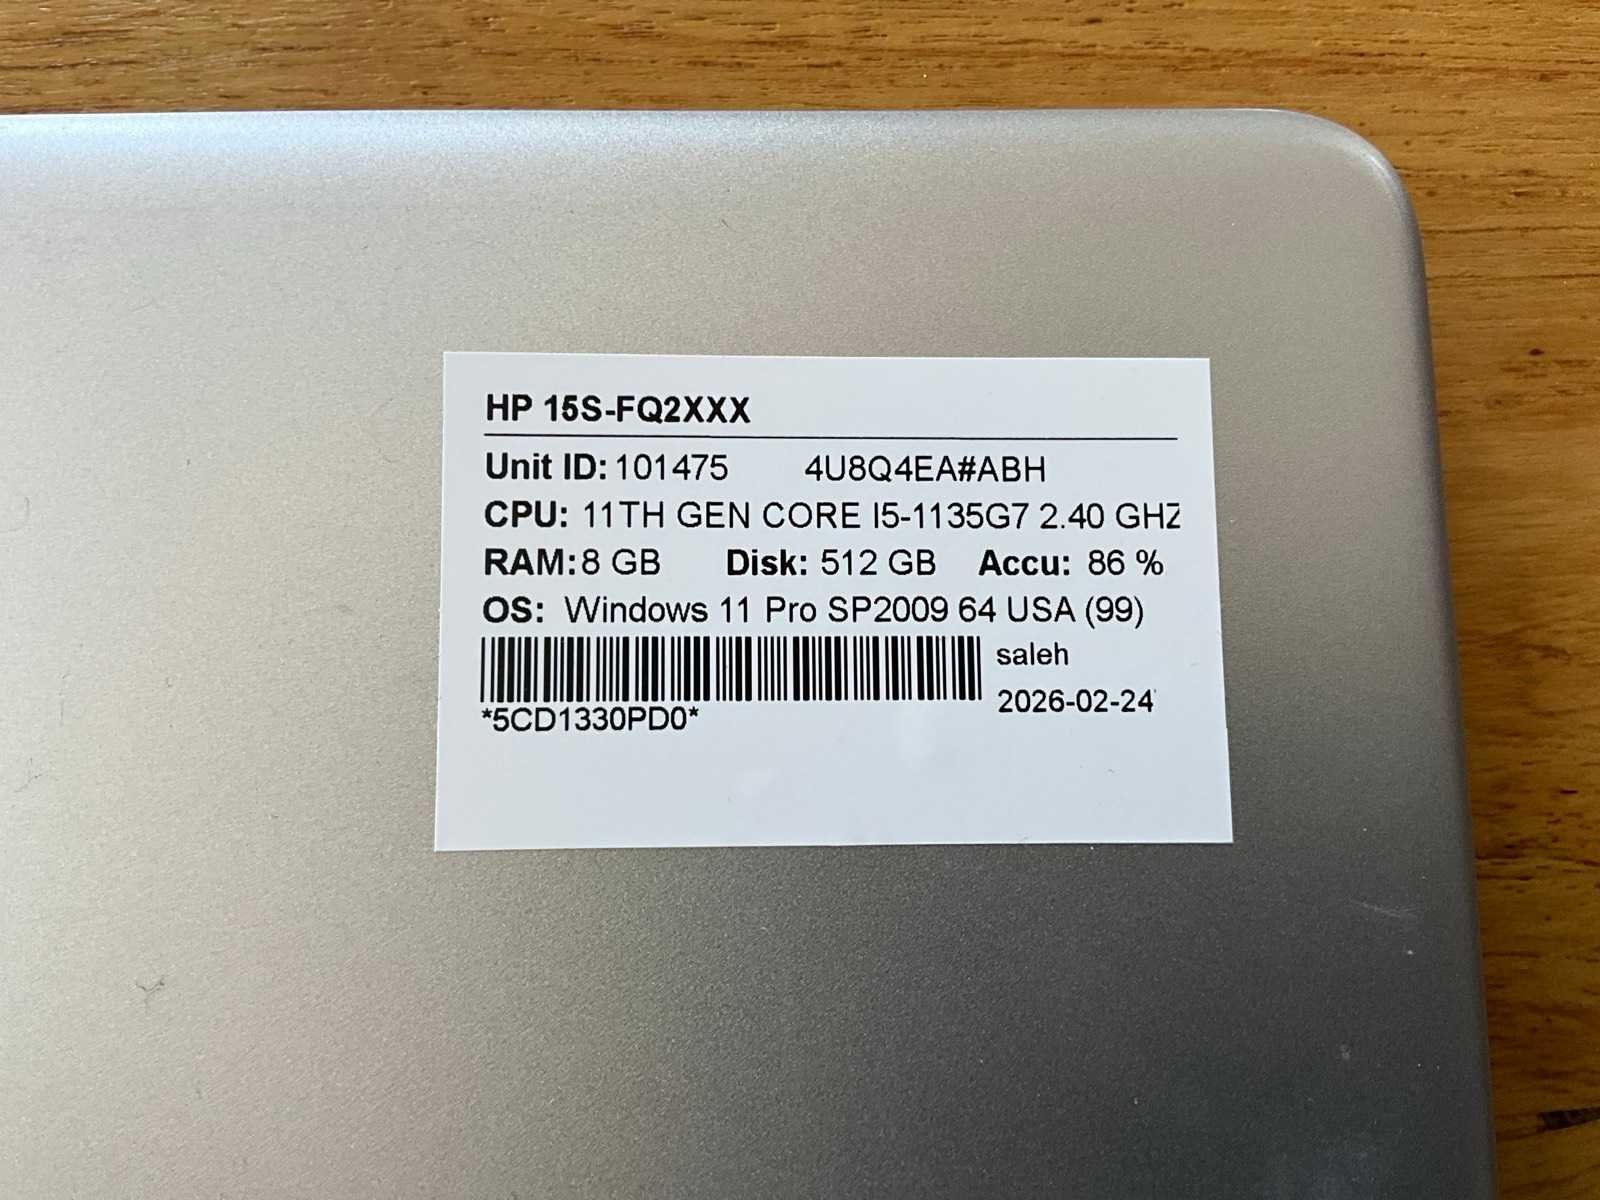 HP 15S-FQ2XXX
Unit ID: 101475 4U8Q4EA#ABH
CPU: 11TH GEN CORE I5-1135G7 2.40 GHZ
RAM: 8 GB Disk: 512 GB Accu: 86 %
OS: Windows 11 Pro SP2009 64 USA (99)
saleh
*5CD1330PD0* 2026-02-24